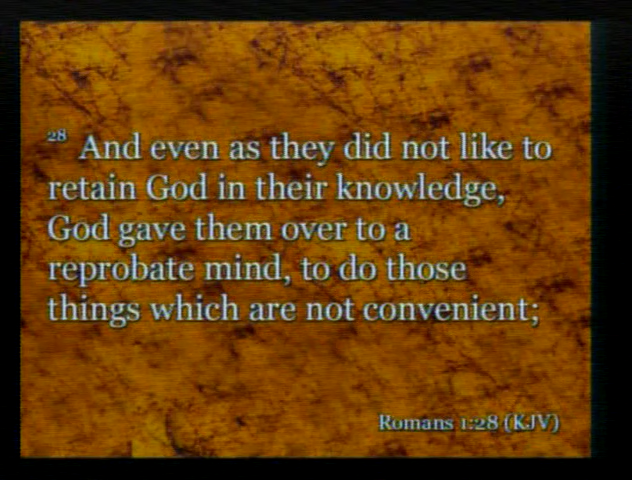 28 And even as they did not like to
retain God in their knowledge,
God gave them over to a
reprobate mind, to do those
things which are not convenient;
Romans 1:28 (KJV)